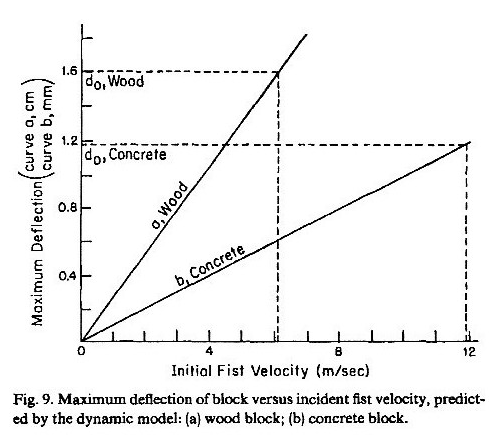 Maximum Deflection (curve a, cm
curve b, mm)
1.6
1.2
0.8
0.4
do, Wood
do, Concrete
a, Wood
b, Concrete
0 4 8 12
Initial Fist Velocity (m/sec)
Fig. 9. Maximum deflection of block versus incident fist velocity, predict-
ed by the dynamic model: (a) wood block; (b) concrete block.